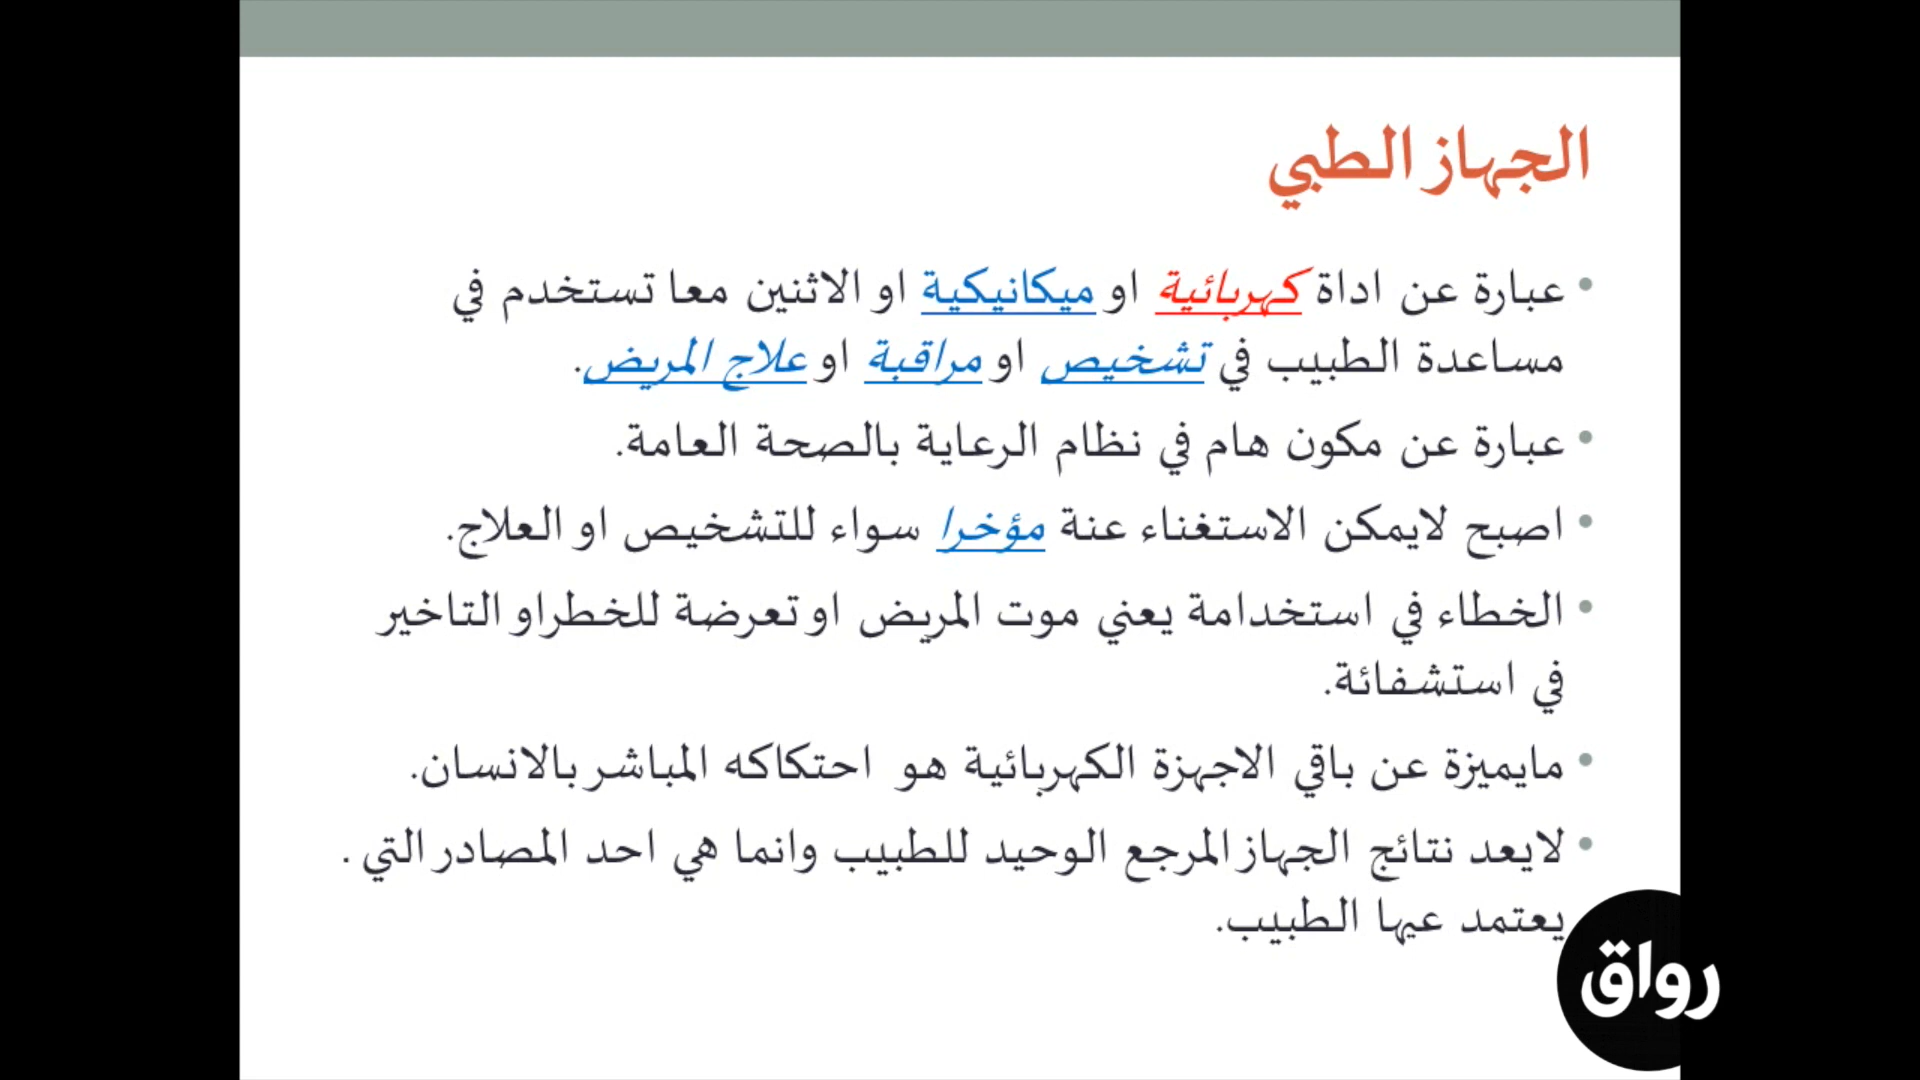 الجهاز الطبي
• عبارة عن اداة كهربائية او ميكانيكية او الاثنين معا تستخدم في
مساعدة الطبيب في تشخيص او مراقبة او علاج المريض.
• عبارة عن مكون هام في نظام الرعاية بالصحة العامة.
• اصبح لايمكن الاستغناء عنة مؤخرا سواء للتشخيص او العلاج.
• الخطاء في استخدامة يعني موت المريض او تعرضة للخطراو التاخير
في استشفائة.
• مايميزة عن باقي الاجهزة الكهربائية هو احتكاكه المباشر بالانسان.
• لايعد نتائج الجهاز المرجع الوحيد للطبيب وانما هي احد المصادر التي .
يعتمد عيها الطبيب.
رواق